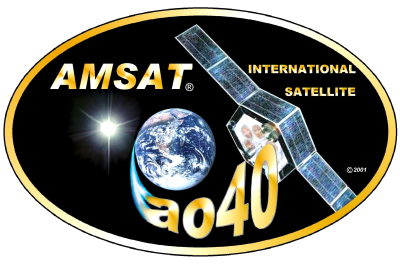 AMSAT®
INTERNATIONAL
SATELLITE
ao40
©2001